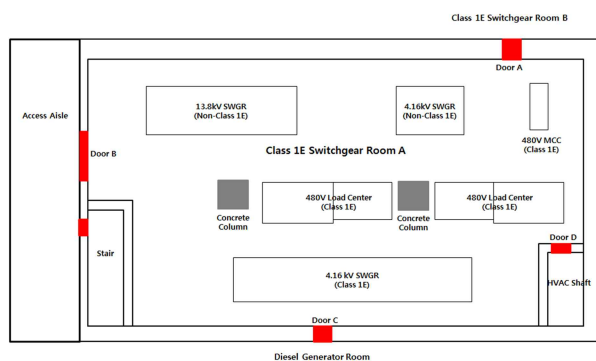 Class 1E Switchgear Room B
Door A
13.8kV SWGR
(Non-Class 1E)
4.16kV SWGR
(Non-Class 1E)
Access Aisle
480V MCC
(Class 1E)
Door B
Class 1E Switchgear Room A
480V Load Center
(Class 1E)
480V Load Center
(Class 1E)
Concrete
Column
Concrete
Column
Door D
Stair
4.16 kV SWGR
(Class 1E)
HVAC Shaft
Door C
Diesel Generator Room